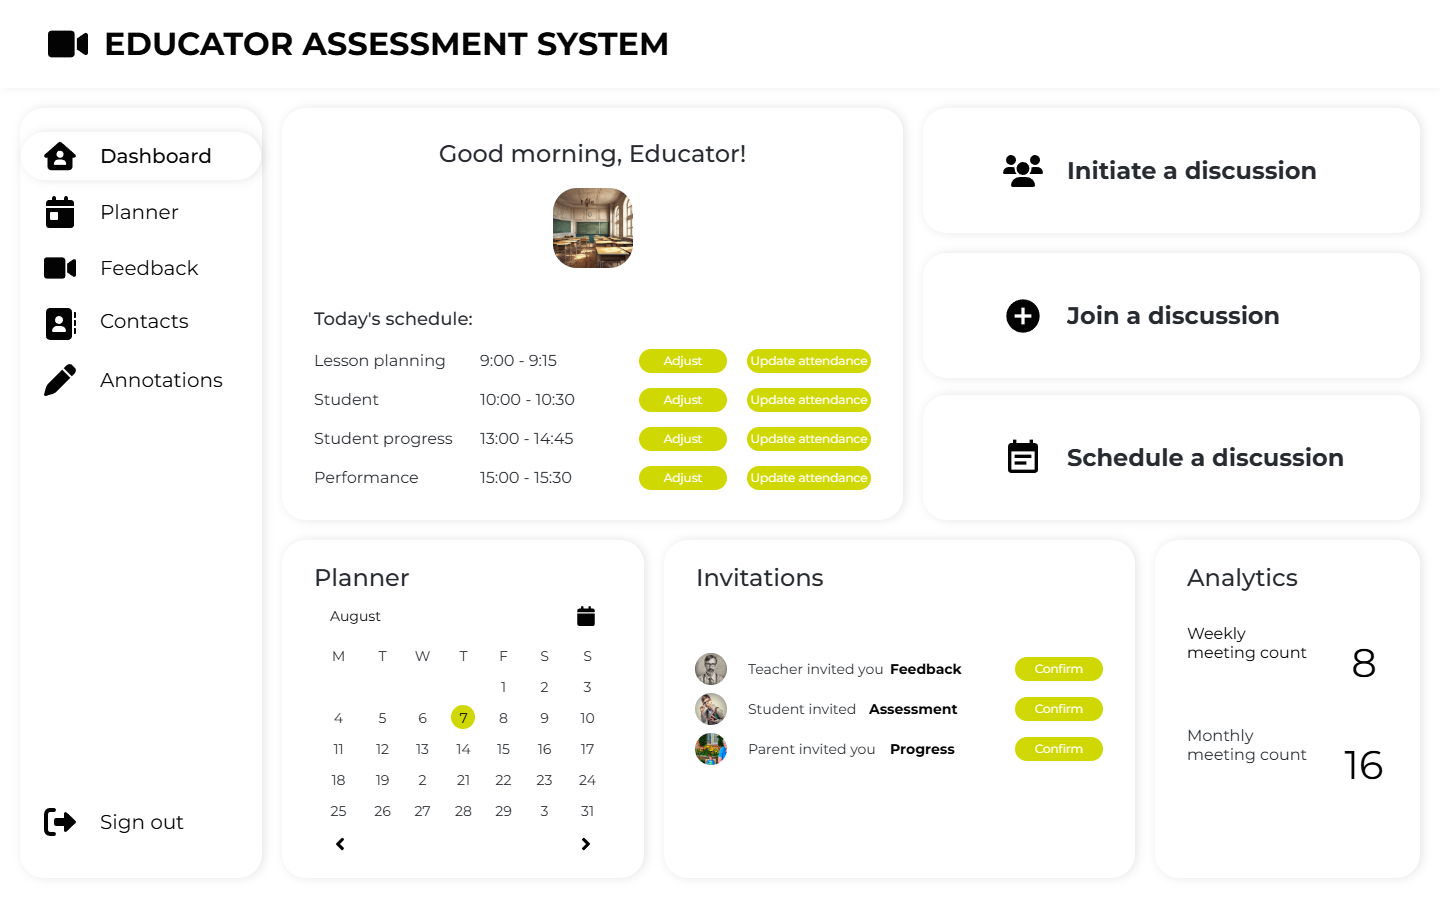 EDUCATOR ASSESSMENT SYSTEM
Dashboard
Planner
Feedback
Contacts
Annotations
Sign out
Good morning, Educator!
Today's schedule:
Lesson planning 9:00 - 9:15 Adjust Update attendance
Student 10:00 - 10:30 Adjust Update attendance
Student progress 13:00 - 14:45 Adjust Update attendance
Performance 15:00 - 15:30 Adjust Update attendance
Initiate a discussion
Join a discussion
Schedule a discussion
Planner
August
M T W T F S S
1 2 3
4 5 6 7 8 9 10
11 12 13 14 15 16 17
18 19 2 21 22 23 24
25 26 27 28 29 3 31
Invitations
Teacher invited you Feedback Confirm
Student invited Assessment Confirm
Parent invited you Progress Confirm
Analytics
Weekly
meeting count
8
Monthly
meeting count
16